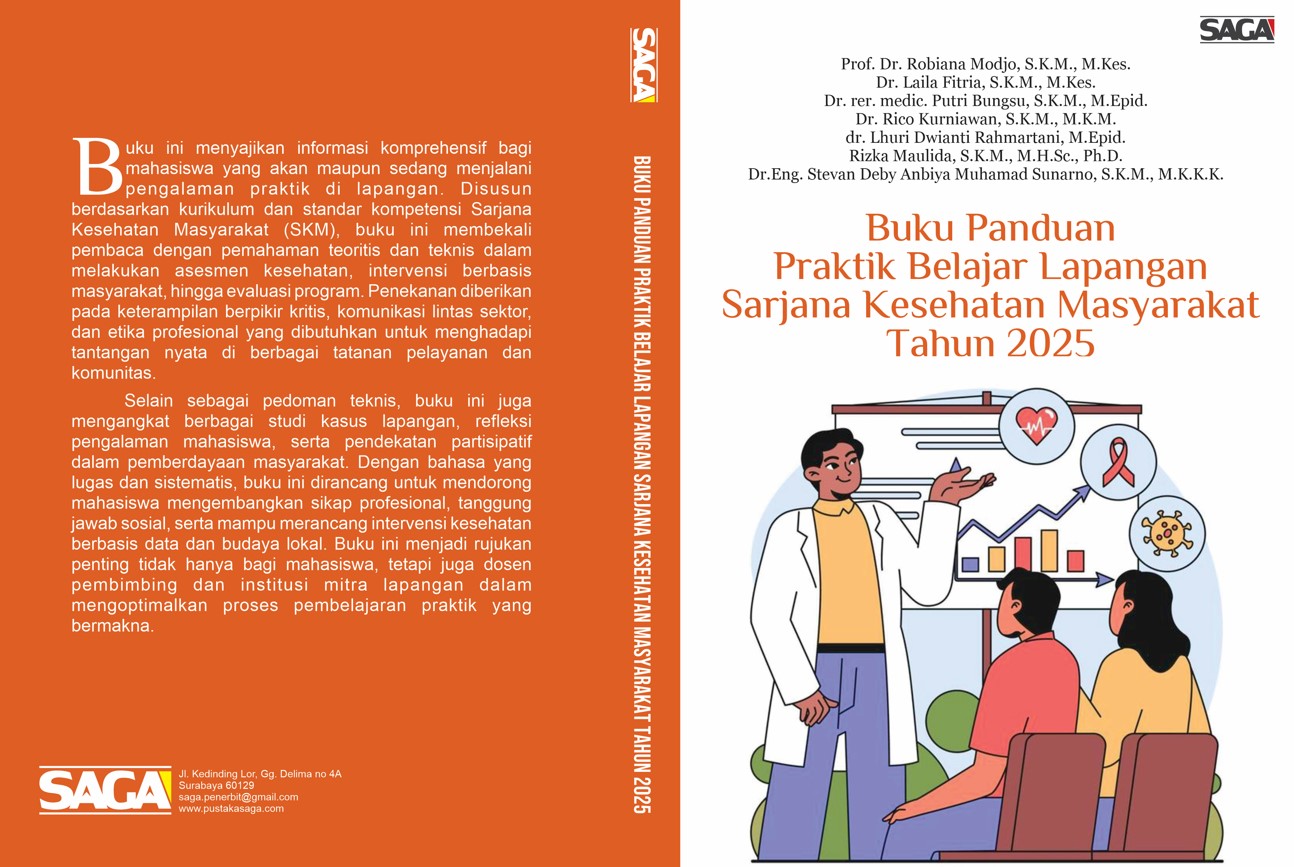 Buku ini menyajikan informasi komprehensif bagi
mahasiswa yang akan maupun sedang menjalani
pengalaman praktik di lapangan. Disusun
berdasarkan kurikulum dan standar kompetensi Sarjana
Kesehatan Masyarakat (SKM), buku ini membekali
pembaca dengan pemahaman teoritis dan teknis dalam
melakukan asesmen kesehatan, intervensi berbasis
masyarakat, hingga evaluasi program. Penekanan diberikan
pada keterampilan berpikir kritis, komunikasi lintas sektor,
dan etika profesional yang dibutuhkan untuk menghadapi
tantangan nyata di berbagai tatanan pelayanan dan
komunitas.
Selain sebagai pedoman teknis, buku ini juga
mengangkat berbagai studi kasus lapangan, refleksi
pengalaman mahasiswa, serta pendekatan partisipatif
dalam pemberdayaan masyarakat. Dengan bahasa yang
lugas dan sistematis, buku ini dirancang untuk mendorong
mahasiswa mengembangkan sikap profesional, tanggung
jawab sosial, serta mampu merancang intervensi kesehatan
berbasis data dan budaya lokal. Buku ini menjadi rujukan
penting tidak hanya bagi mahasiswa, tetapi juga dosen
pembimbing dan institusi mitra lapangan dalam
mengoptimalkan proses pembelajaran praktik yang
bermakna.
SAGA
Jl. Kedinding Lor, Gg. Delima no 4A
Surabaya 60129
saga.penerbit@gmail.com
www.pustakasaga.com
SAGA
BUKU PANDUAN PRAKTIK BELAJAR LAPANGAN SARJANA KESEHATAN MASYARAKAT TAHUN 2025
SAGA
Prof. Dr. Robiana Modjo, S.K.M., M.Kes.
Dr. Laila Fitria, S.K.M., M.Kes.
Dr. rer. medic. Putri Bungsu, S.K.M., M.Epid.
Dr. Rico Kurniawan, S.K.M., M.K.M.
dr. Lhuri Dwianti Rahmartani, M.Epid.
Rizka Maulida, S.K.M., M.H.Sc., Ph.D.
Dr.Eng. Stevan Deby Anbiya Muhamad Sunarno, S.K.M., M.K.K.K.
Buku Panduan
Praktik Belajar Lapangan
Sarjana Kesehatan Masyarakat
Tahun 2025